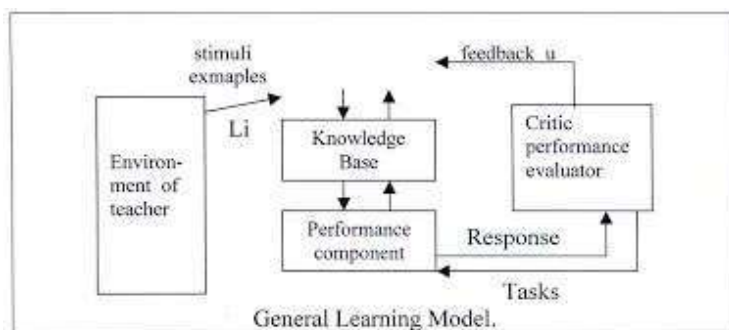 stimuli
exmaples
feedback u
Li
Environ-
ment of
teacher
Knowledge
Base
Critic
performance
evaluator
Performance
component
Response
Tasks
General Learning Model.